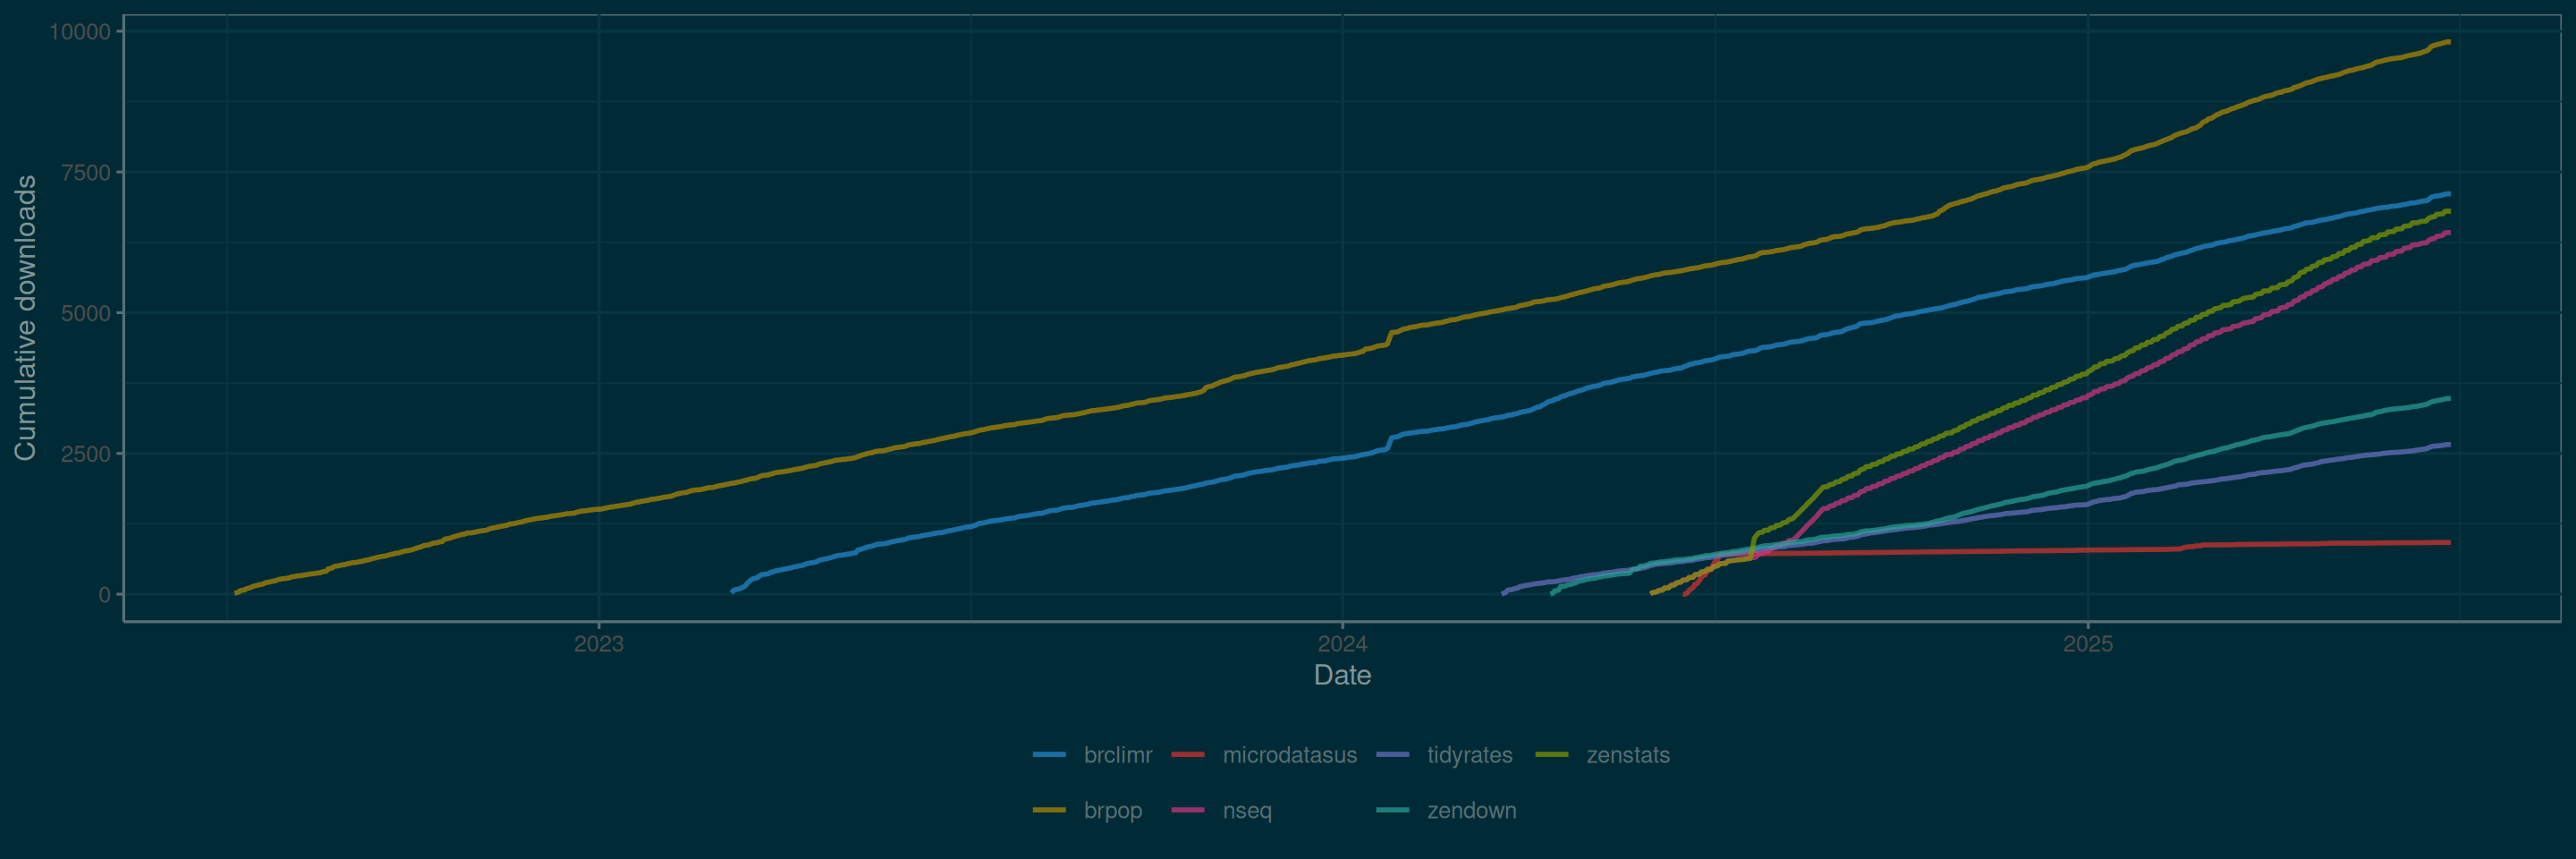 10000
7500
5000
2500
0
Cumulative downloads
2023 2024 2025
Date
brclimr microdatasus tidyrates zenstats
brpop nseq zendown